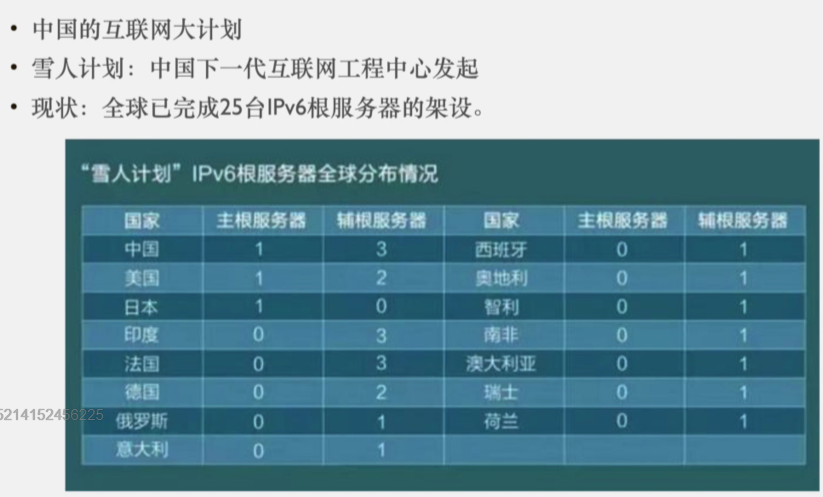 • 中国的互联网大计划
• 雪人计划：中国下一代互联网工程中心发起
• 现状：全球已完成25台IPv6根服务器的架设。
“雪人计划”IPv6根服务器全球分布情况
国家 主根服务器 辅根服务器 国家 主根服务器 辅根服务器
中国 1 3 西班牙 0 1
美国 1 2 奥地利 0 1
日本 1 0 智利 0 1
印度 0 3 南非 0 1
法国 0 3 澳大利亚 0 1
德国 0 2 瑞士 0 1
5214152456225
俄罗斯 0 1 荷兰 0 1
意大利 0 1